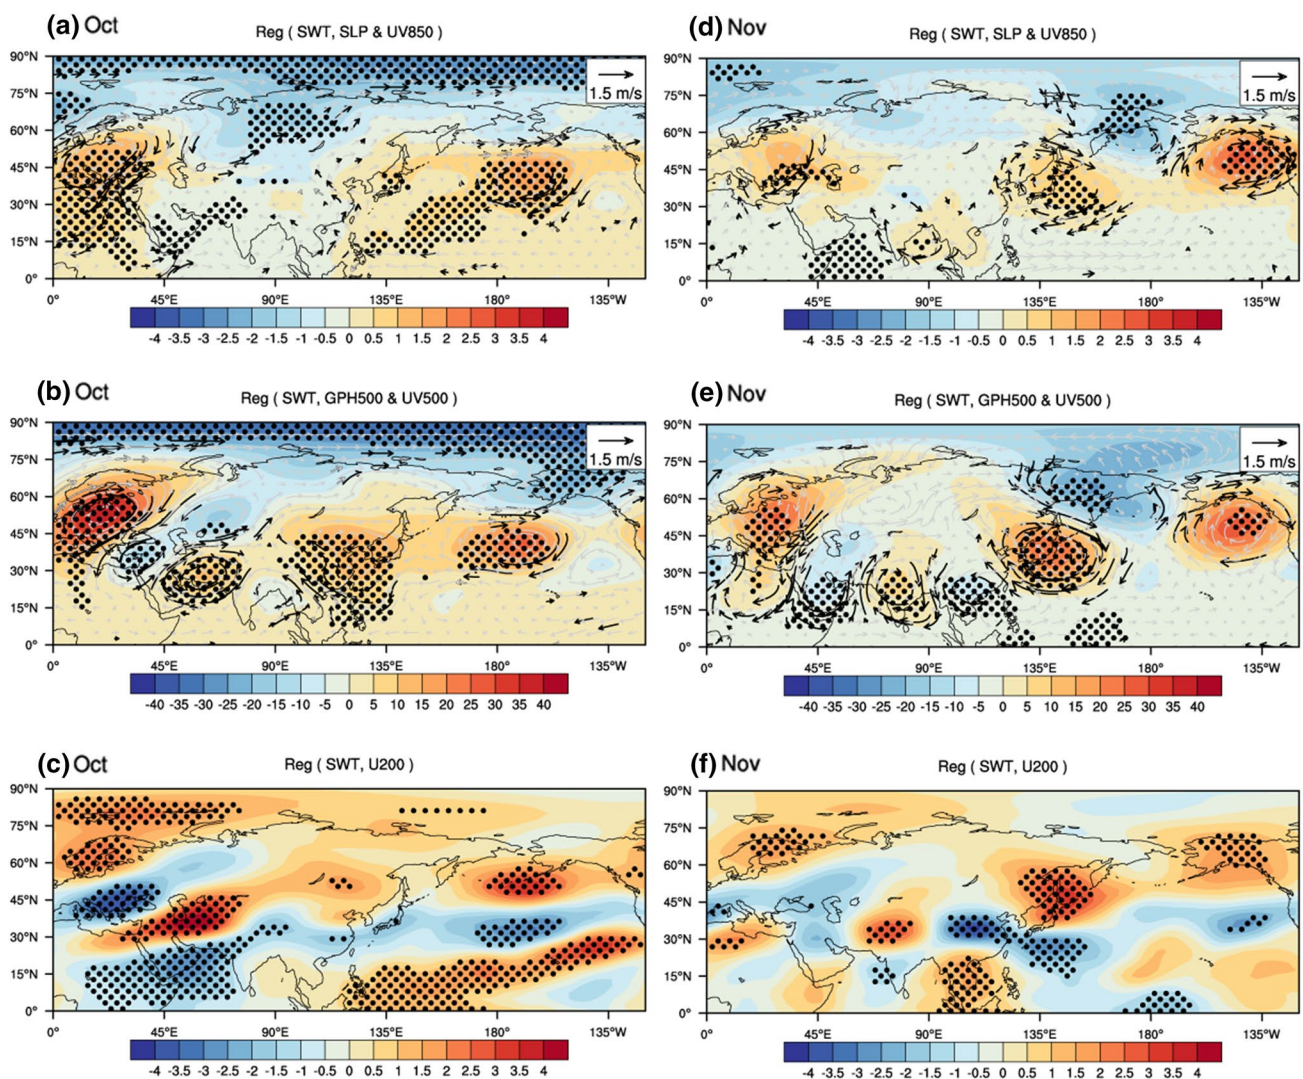 (a) Oct
Reg ( SWT, SLP & UV850 )
90°N
75°N
60°N
45°N
30°N
15°N
0°
1.5 m/s
0° 45°E 90°E 135°E 180° 135°W
-4 -3.5 -3 -2.5 -2 -1.5 -1 -0.5 0 0.5 1 1.5 2 2.5 3 3.5 4
(d) Nov
Reg ( SWT, SLP & UV850 )
90°N
75°N
60°N
45°N
30°N
15°N
0°
1.5 m/s
0° 45°E 90°E 135°E 180° 135°W
-4 -3.5 -3 -2.5 -2 -1.5 -1 -0.5 0 0.5 1 1.5 2 2.5 3 3.5 4
(b) Oct
Reg ( SWT, GPH500 & UV500 )
90°N
75°N
60°N
45°N
30°N
15°N
0°
1.5 m/s
0° 45°E 90°E 135°E 180° 135°W
-40 -35 -30 -25 -20 -15 -10 -5 0 5 10 15 20 25 30 35 40
(e) Nov
Reg ( SWT, GPH500 & UV500 )
90°N
75°N
60°N
45°N
30°N
15°N
0°
1.5 m/s
0° 45°E 90°E 135°E 180° 135°W
-40 -35 -30 -25 -20 -15 -10 -5 0 5 10 15 20 25 30 35 40
(c) Oct
Reg ( SWT, U200 )
90°N
75°N
60°N
45°N
30°N
15°N
0°
0° 45°E 90°E 135°E 180° 135°W
-4 -3.5 -3 -2.5 -2 -1.5 -1 -0.5 0 0.5 1 1.5 2 2.5 3 3.5 4
(f) Nov
Reg ( SWT, U200 )
90°N
75°N
60°N
45°N
30°N
15°N
0°
0° 45°E 90°E 135°E 180° 135°W
-4 -3.5 -3 -2.5 -2 -1.5 -1 -0.5 0 0.5 1 1.5 2 2.5 3 3.5 4